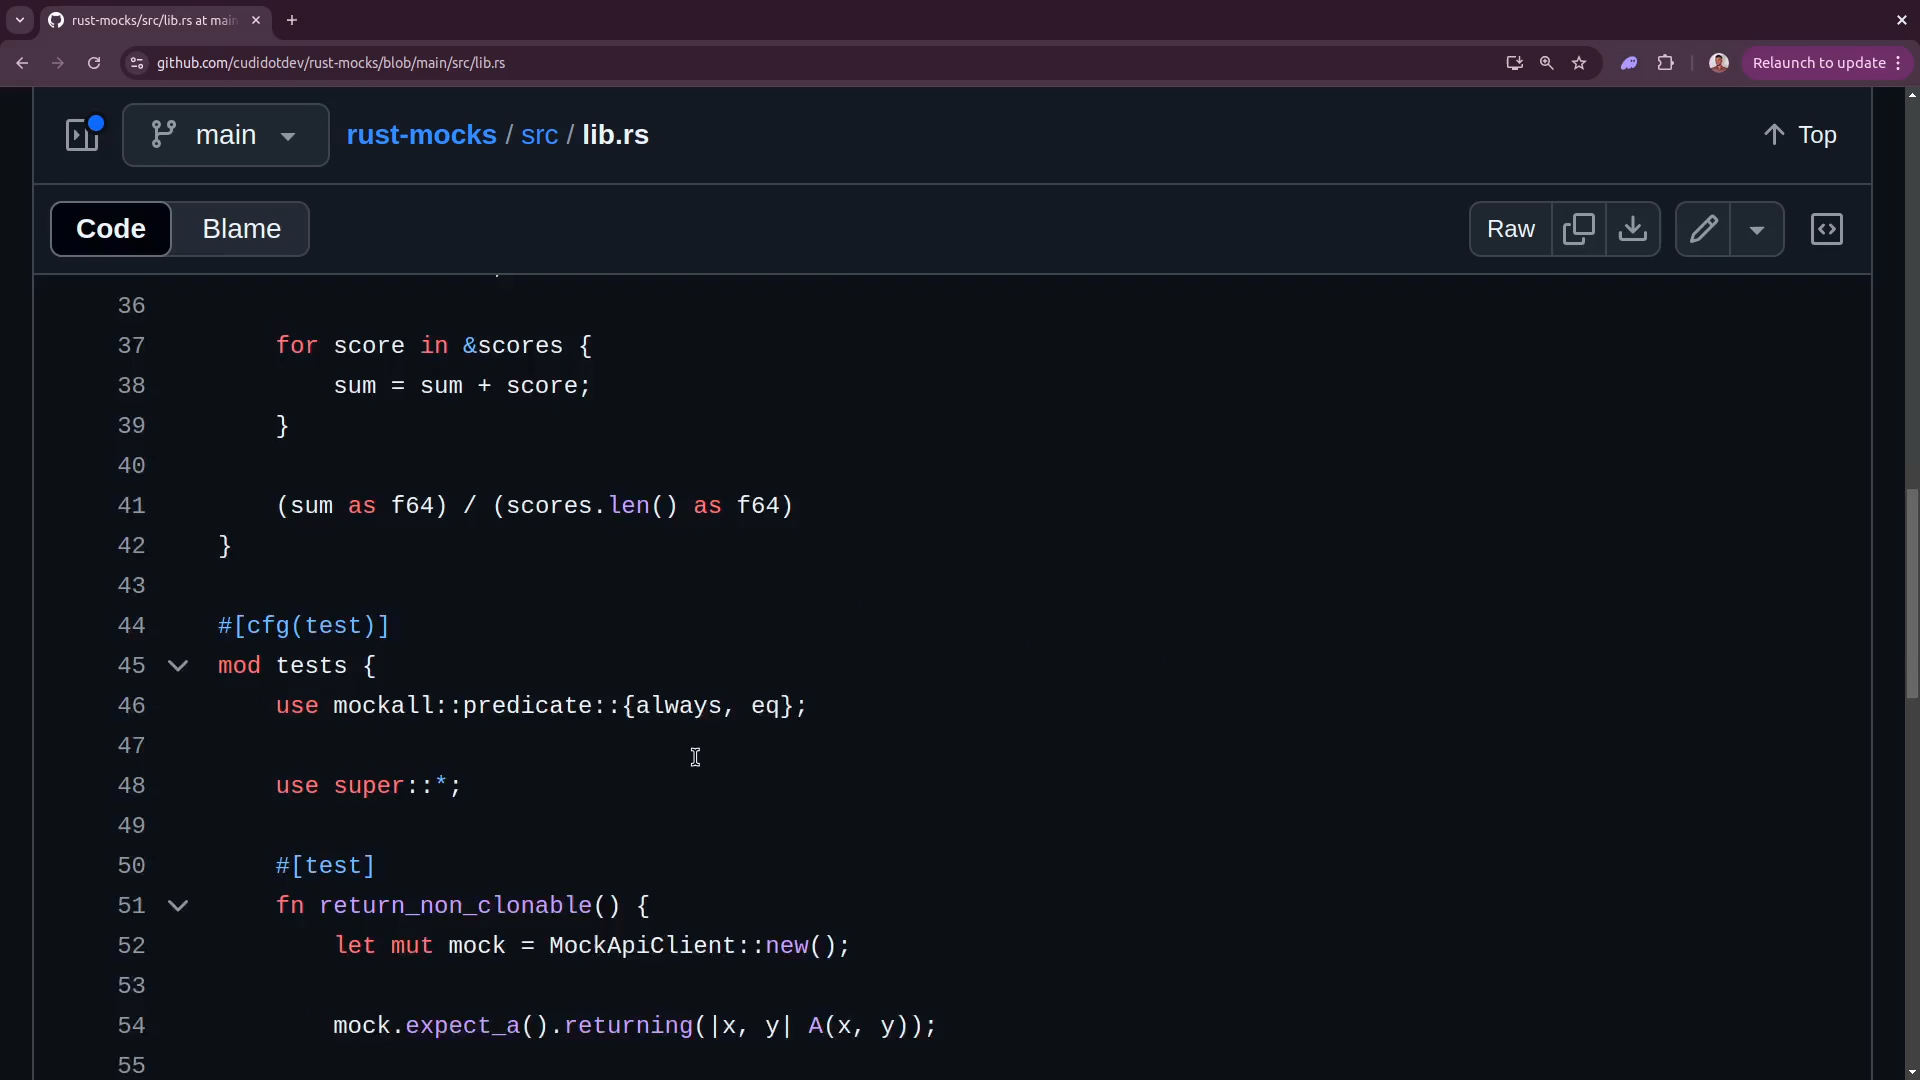 rust-mocks/src/lib.rs at main
github.com/cudidotdev/rust-mocks/blob/main/src/lib.rs
Relaunch to update
main
rust-mocks / src / lib.rs
Top
Code
Blame
Raw
36
37 for score in &scores {
38 sum = sum + score;
39 }
40
41 (sum as f64) / (scores.len() as f64)
42 }
43
44 #[cfg(test)]
45 mod tests {
46 use mockall::predicate::{always, eq};
47
48 use super::*;
49
50 #[test]
51 fn return_non_clonable() {
52 let mut mock = MockApiClient::new();
53
54 mock.expect_a().returning(|x, y| A(x, y));
55